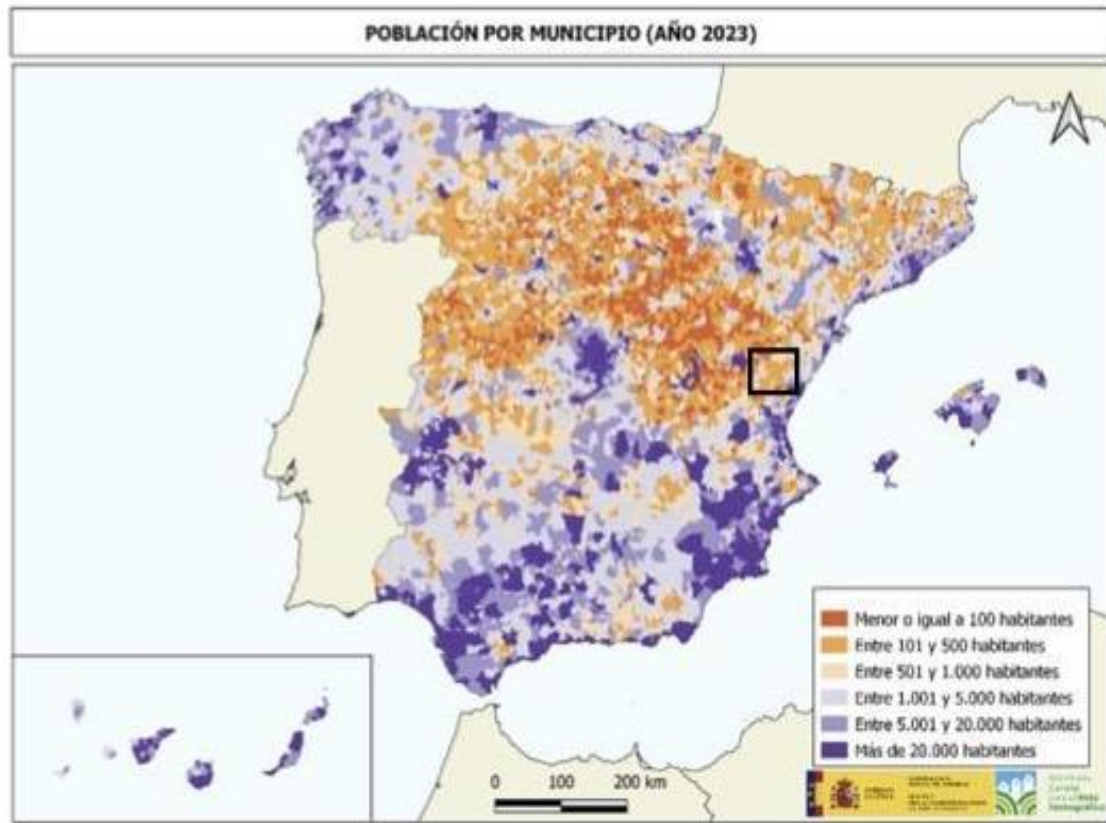 POBLACIÓN POR MUNICIPIO (AÑO 2023)
Menor o igual a 100 habitantes
Entre 101 y 500 habitantes
Entre 501 y 1.000 habitantes
Entre 1.001 y 5.000 habitantes
Entre 5.001 y 20.000 habitantes
Más de 20.000 habitantes
0 100 200 km